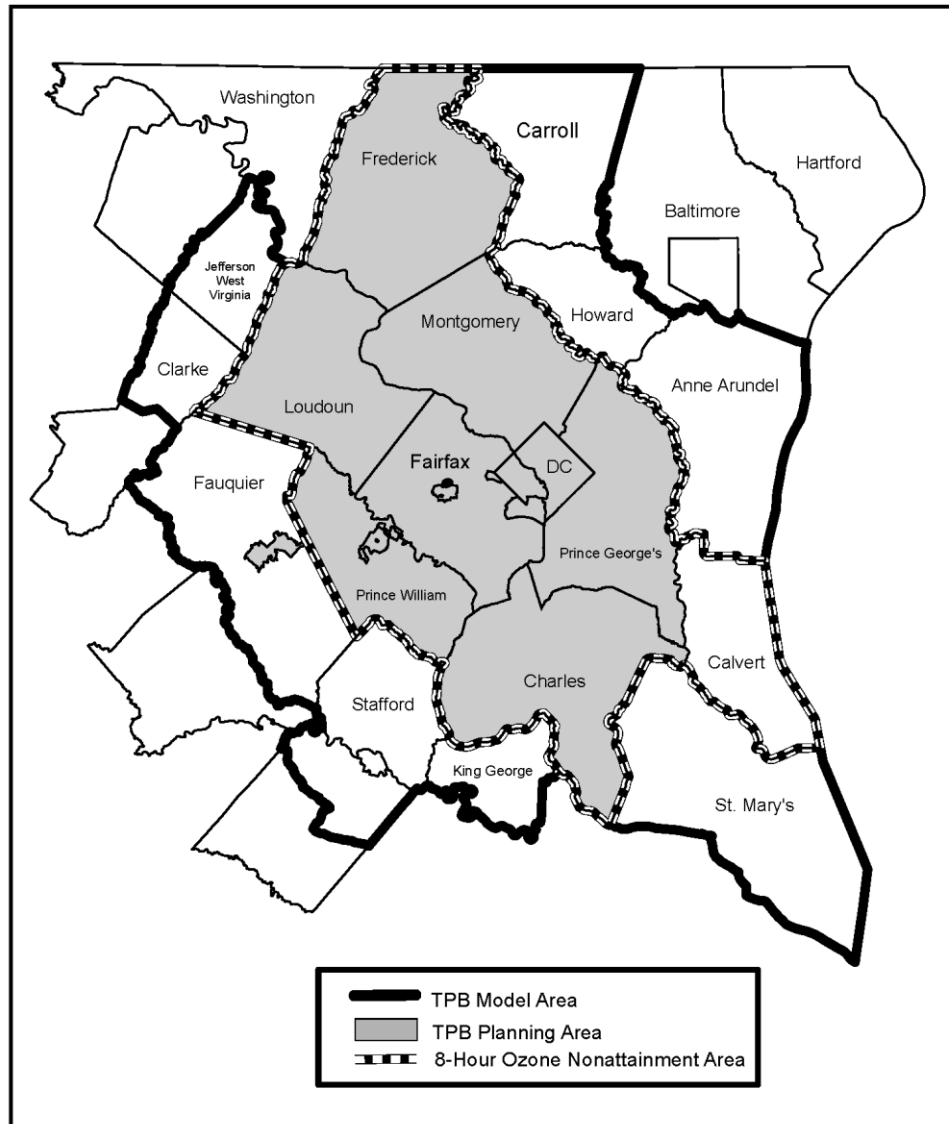 Washington
Carroll
Hartford
Frederick
Baltimore
Jefferson
West
Virginia
Howard
Montgomery
Clarke
Anne Arundel
Loudoun
Fairfax
DC
Fauquier
Prince George's
Prince William
Calvert
Charles
Stafford
King George
St. Mary's
TPB Model Area
TPB Planning Area
8-Hour Ozone Nonattainment Area